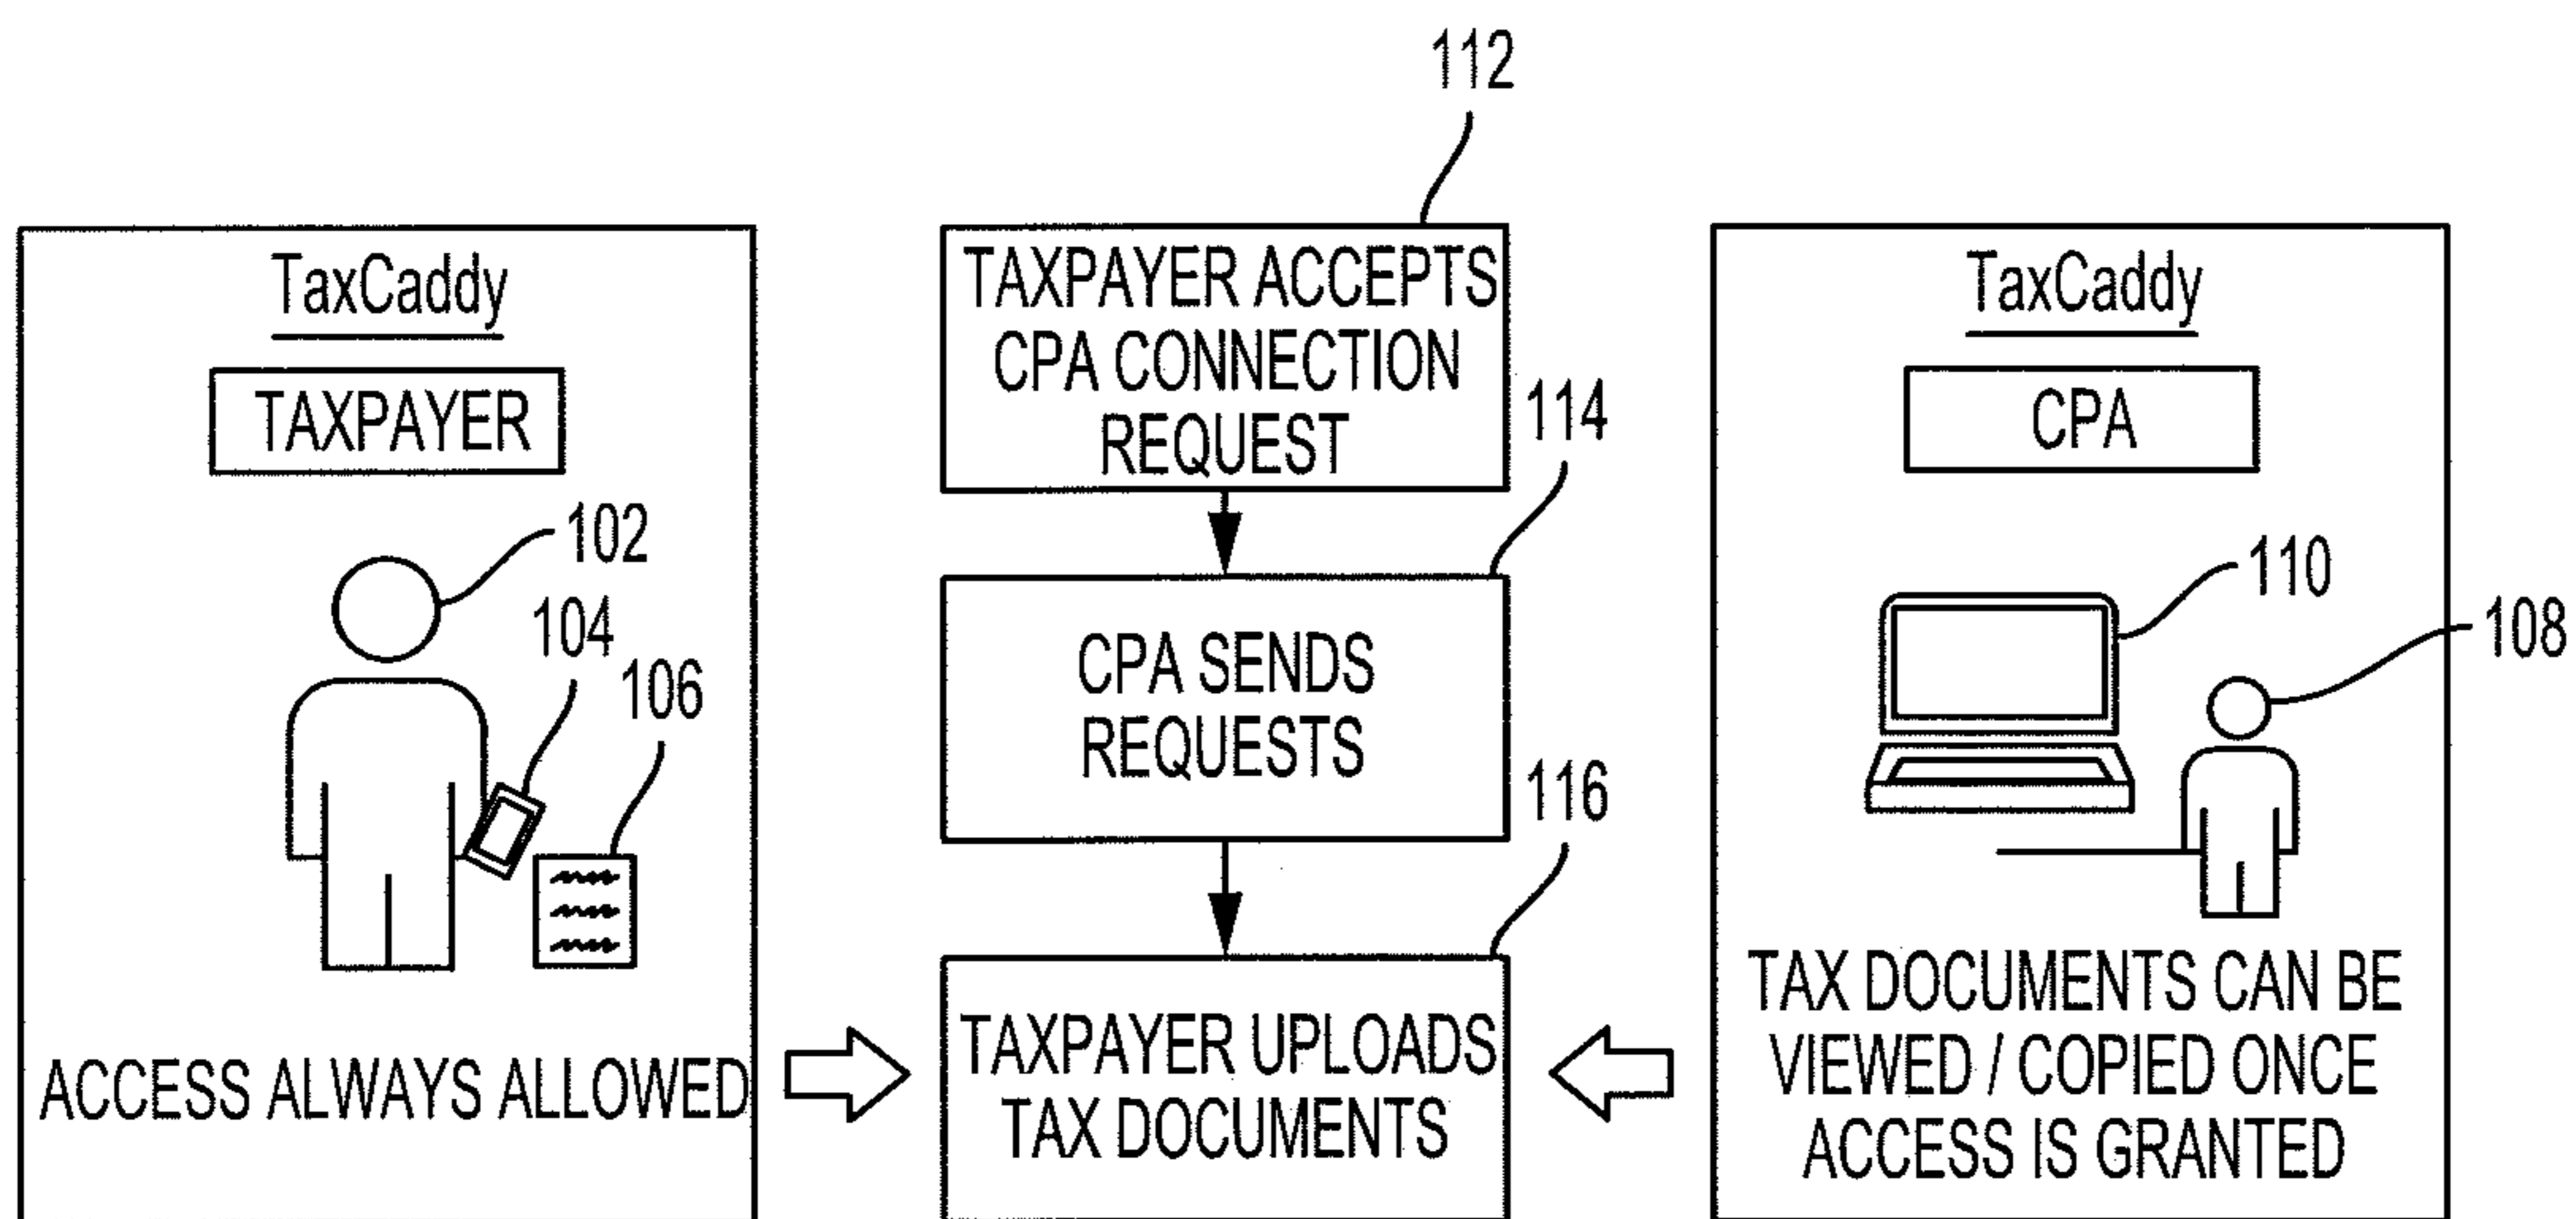 112
TaxCaddy
TAXPAYER
102
104
106
ACCESS ALWAYS ALLOWED
TAXPAYER ACCEPTS
CPA CONNECTION
REQUEST
114
CPA SENDS
REQUESTS
116
TAXPAYER UPLOADS
TAX DOCUMENTS
TaxCaddy
CPA
110
108
TAX DOCUMENTS CAN BE
VIEWED / COPIED ONCE
ACCESS IS GRANTED